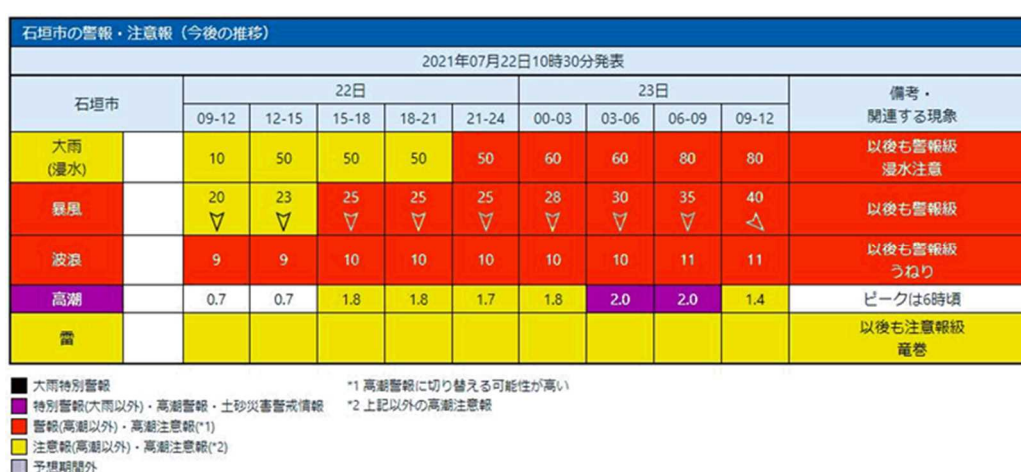 石垣市の警報・注意報（今後の推移）
2021年07月22日10時30分発表
石垣市 22日 23日 備考・
関連する現象
09-12 12-15 15-18 18-21 21-24 00-03 03-06 06-09 09-12
大雨
(浸水) 10 50 50 50 50 60 60 80 80 以後も警報級
浸水注意
暴風 20 23 25 25 25 28 30 35 40 以後も警報級
波浪 9 9 10 10 10 10 10 11 11 以後も警報級
うねり
高潮 0.7 0.7 1.8 1.8 1.7 1.8 2.0 2.0 1.4 ピークは6時頃
雷 以後も注意報級
竜巻
大雨特別警報 *1 高潮警報に切り替える可能性が高い
特別警報(大雨以外)・高潮警報・土砂災害警戒情報 *2 上記以外の高潮注意報
警報(高潮以外)・高潮注意報(*1)
注意報(高潮以外)・高潮注意報(*2)
予想期間外